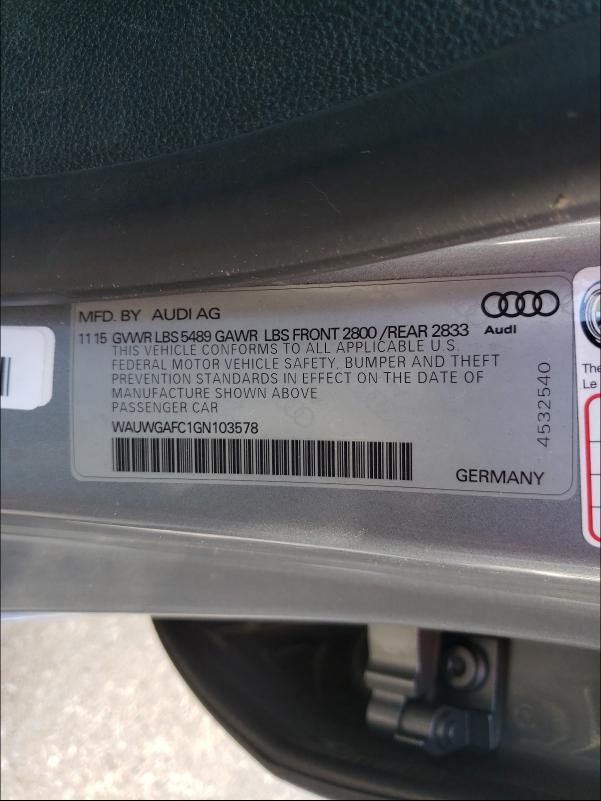 MFD. BY AUDI AG
Audi
11 15 GVWR LBS 5489 GAWR LBS FRONT 2800 /REAR 2833
THIS VEHICLE CONFORMS TO ALL APPLICABLE U.S.
FEDERAL MOTOR VEHICLE SAFETY, BUMPER AND THEFT
PREVENTION STANDARDS IN EFFECT ON THE DATE OF
MANUFACTURE SHOWN ABOVE
PASSENGER CAR
WAUWGAFC1GN103578
GERMANY
4532540
The
Le